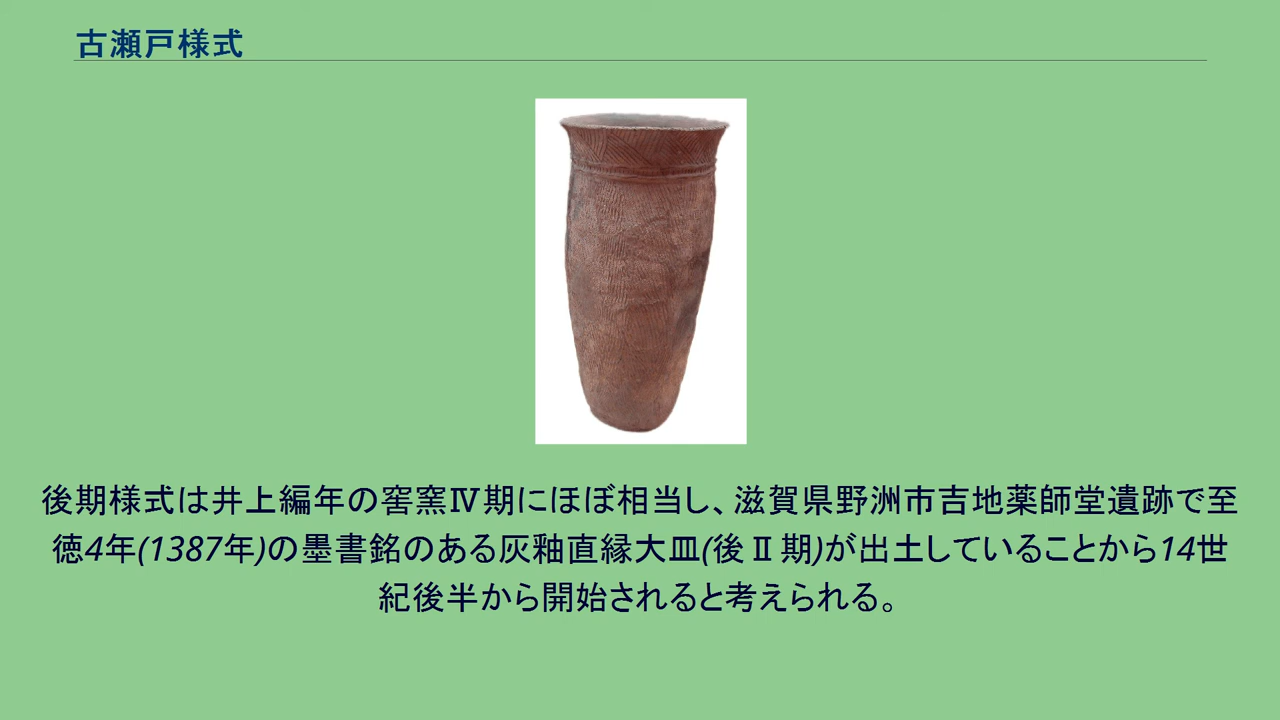 古瀬戸様式
後期様式は井上編年の窖窯Ⅳ期にほぼ相当し、滋賀県野洲市吉地薬師堂遺跡で至
徳4年(1387年)の墨書銘のある灰釉直縁大皿(後Ⅱ期)が出土していることから14世
紀後半から開始されると考えられる。